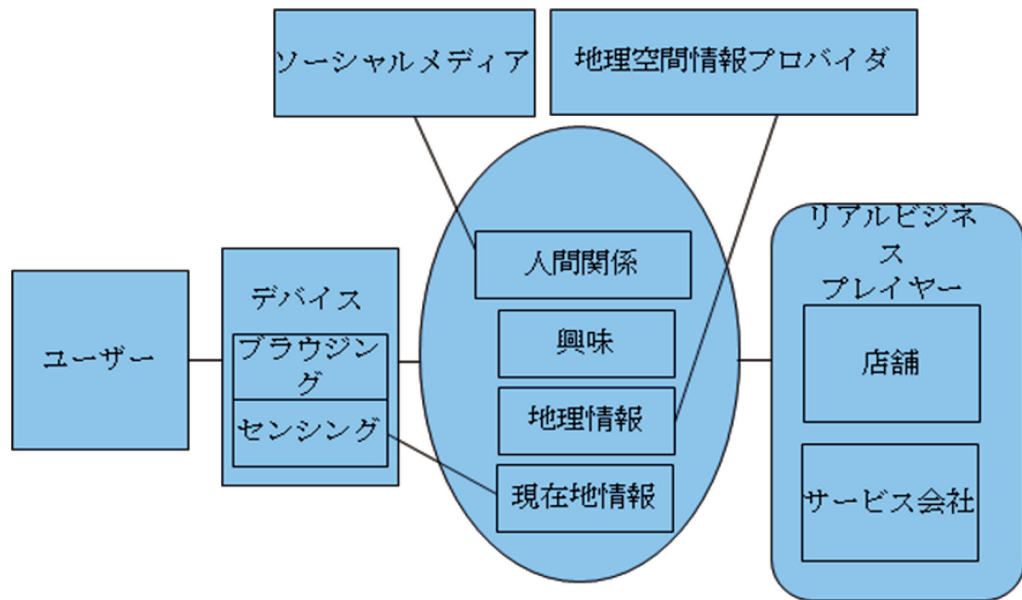 ソーシャルメディア
地理空間情報プロバイダ
リアルビジネ
ス
プレイヤー
人間関係
デバイス
興味
ユーザー
ブラウジン
グ
店舗
地理情報
センシング
現在地情報
サービス会社